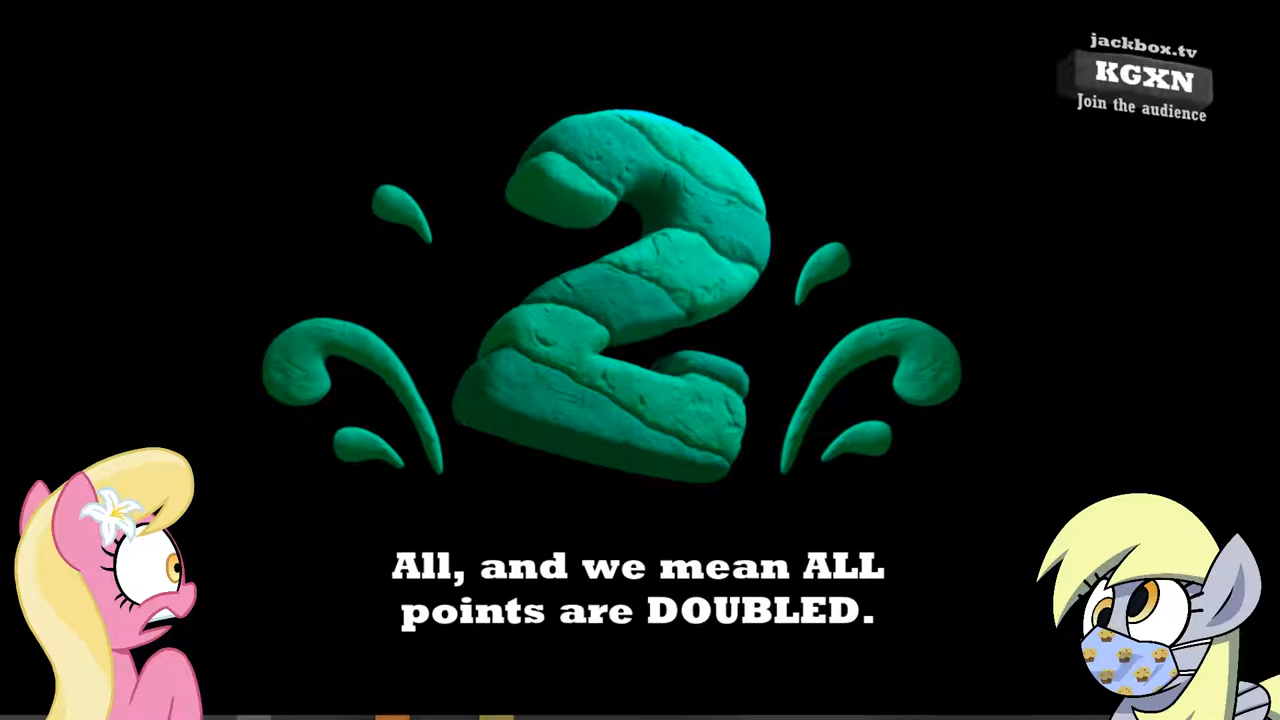 jackbox.tv
KGXN
Join the audience
2
All, and we mean ALL
points are DOUBLED.